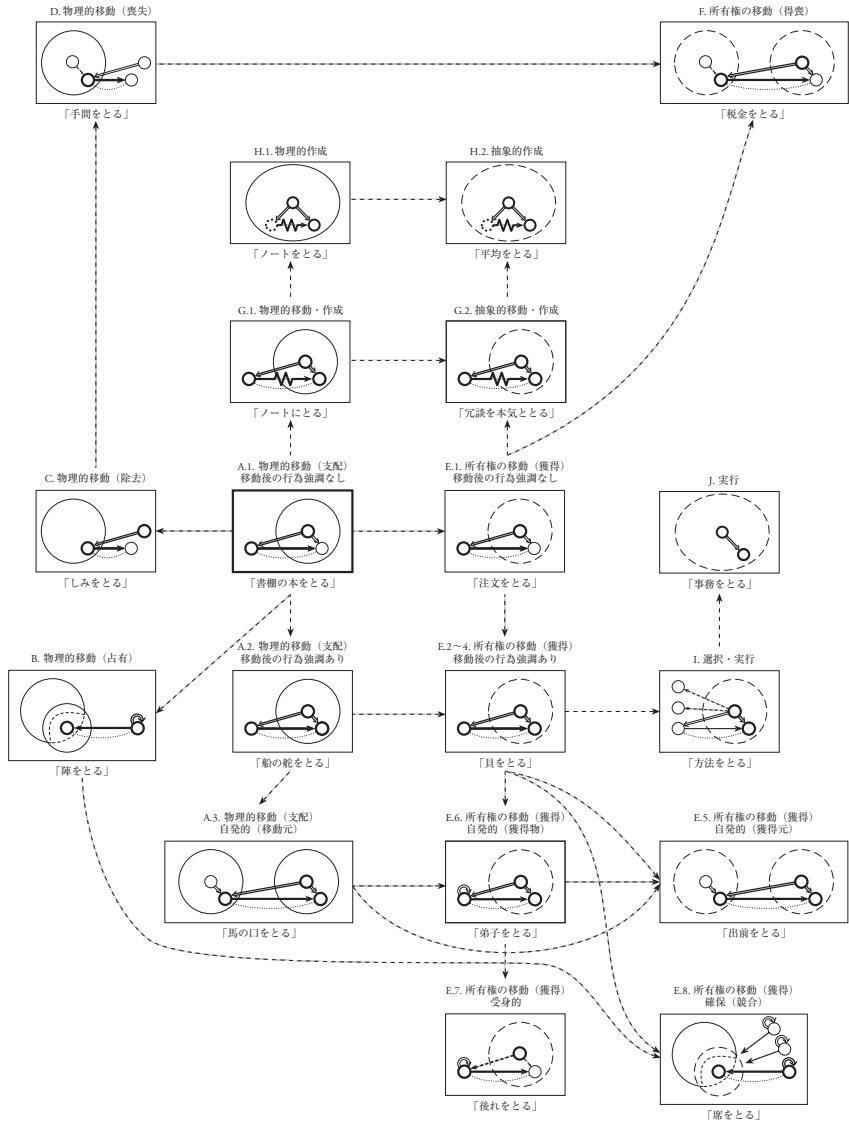 D. 物理的移動（喪失）
F. 所有権の移動（得喪）
「手間をとる」
「税金をとる」
H.1. 物理的作成
H.2. 抽象的作成
「ノートをとる」
「平均をとる」
G.1. 物理的移動・作成
G.2. 抽象的移動・作成
「ノートにとる」
「冗談を本気ととる」
C. 物理的移動（除去）
A.1. 物理的移動（支配）
移動後の行為強調なし
E.1. 所有権の移動（獲得）
移動後の行為強調なし
J. 実行
「しみをとる」
「書棚の本をとる」
「注文をとる」
「事務をとる」
B. 物理的移動（占有）
A.2. 物理的移動（支配）
移動後の行為強調あり
E.2〜4. 所有権の移動（獲得）
移動後の行為強調あり
I. 選択・実行
「陣をとる」
「船の舵をとる」
「貝をとる」
「方法をとる」
A.3. 物理的移動（支配）
自発的（移動元）
E.6. 所有権の移動（獲得）
自発的（獲得物）
E.5. 所有権の移動（獲得）
自発的（獲得元）
「馬の口をとる」
「弟子をとる」
「出前をとる」
E.7. 所有権の移動（獲得）
受身的
E.8. 所有権の移動（獲得）
確保（競合）
「後れをとる」
「席をとる」